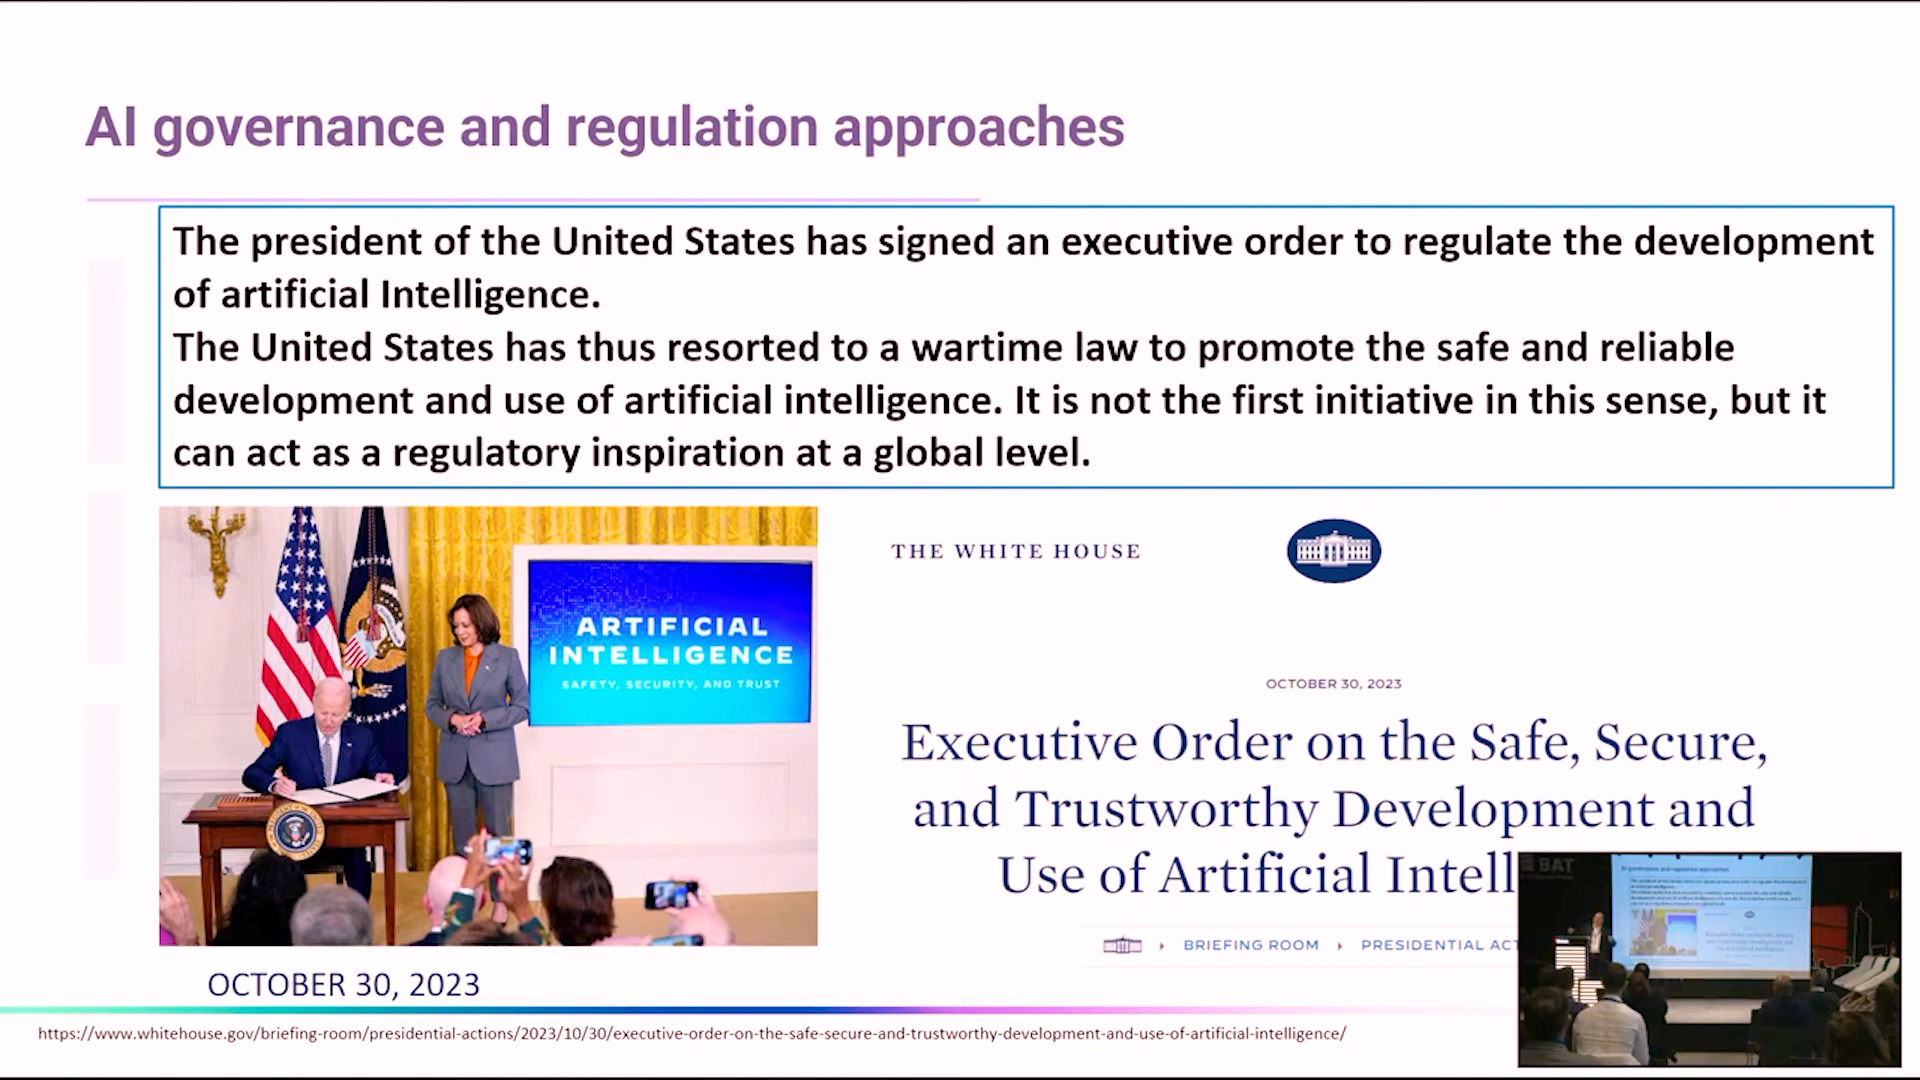 AI governance and regulation approaches
The president of the United States has signed an executive order to regulate the development
of artificial Intelligence.
The United States has thus resorted to a wartime law to promote the safe and reliable
development and use of artificial intelligence. It is not the first initiative in this sense, but it
can act as a regulatory inspiration at a global level.
ARTIFICIAL
INTELLIGENCE
SAFETY, SECURITY, AND TRUST
THE WHITE HOUSE
OCTOBER 30, 2023
Executive Order on the Safe, Secure,
and Trustworthy Development and
Use of Artificial Intell
BRIEFING ROOM PRESIDENTIAL ACT
OCTOBER 30, 2023
https://www.whitehouse.gov/briefing-room/presidential-actions/2023/10/30/executive-order-on-the-safe-secure-and-trustworthy-development-and-use-of-artificial-intelligence/
BAT
AI governance and regulation approaches